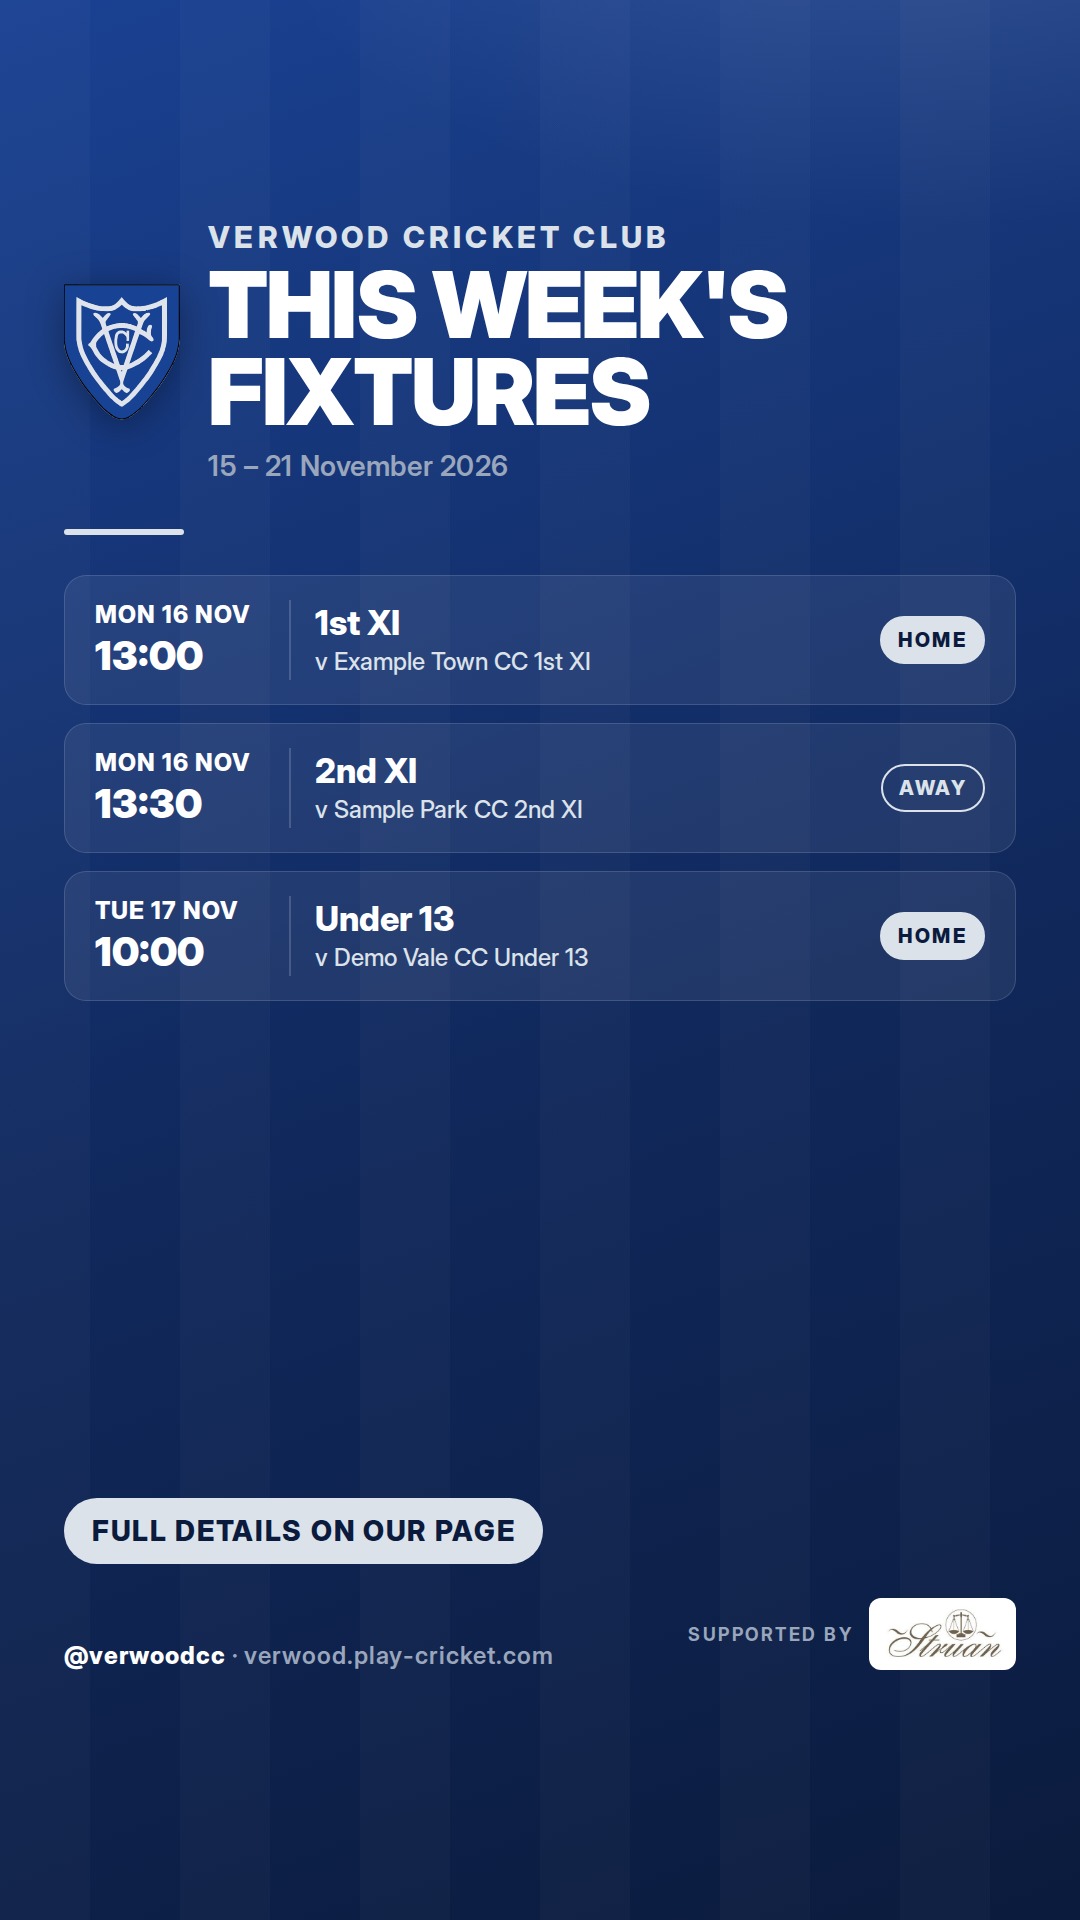 VERWOOD CRICKET CLUB
THIS WEEK'S
FIXTURES
15 – 21 November 2026
MON 16 NOV
13:00
1st XI
v Example Town CC 1st XI
HOME
MON 16 NOV
13:30
2nd XI
v Sample Park CC 2nd XI
AWAY
TUE 17 NOV
10:00
Under 13
v Demo Vale CC Under 13
HOME
FULL DETAILS ON OUR PAGE
@verwoodcc · verwood.play-cricket.com
SUPPORTED BY
Struan